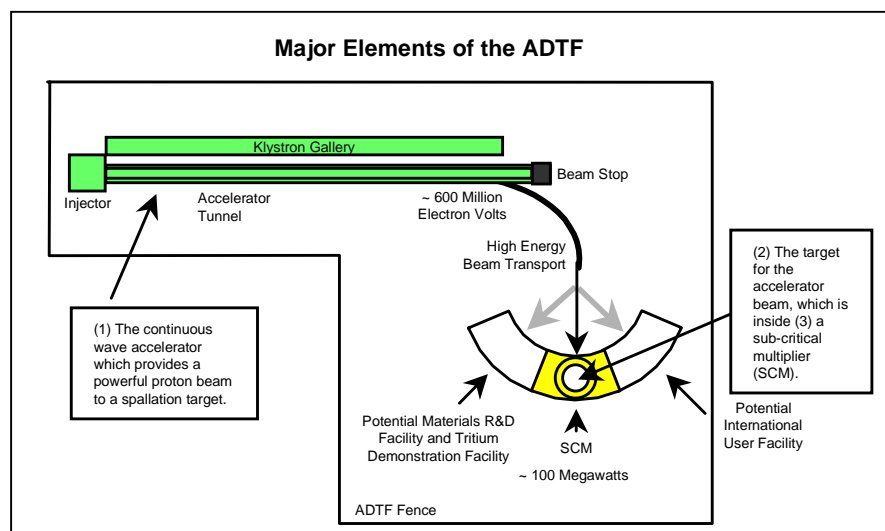 Major Elements of the ADTF
Klystron Gallery
Injector
Accelerator
Tunnel
~ 600 Million
Electron Volts
Beam Stop
High Energy
Beam Transport
(1) The continuous
wave accelerator
which provides a
powerful proton beam
to a spallation target.
(2) The target
for the
accelerator
beam, which is
inside (3) a
sub-critical
multiplier
(SCM).
Potential Materials R&D
Facility and Tritium
Demonstration Facility
SCM
~ 100 Megawatts
Potential
International
User Facility
ADTF Fence